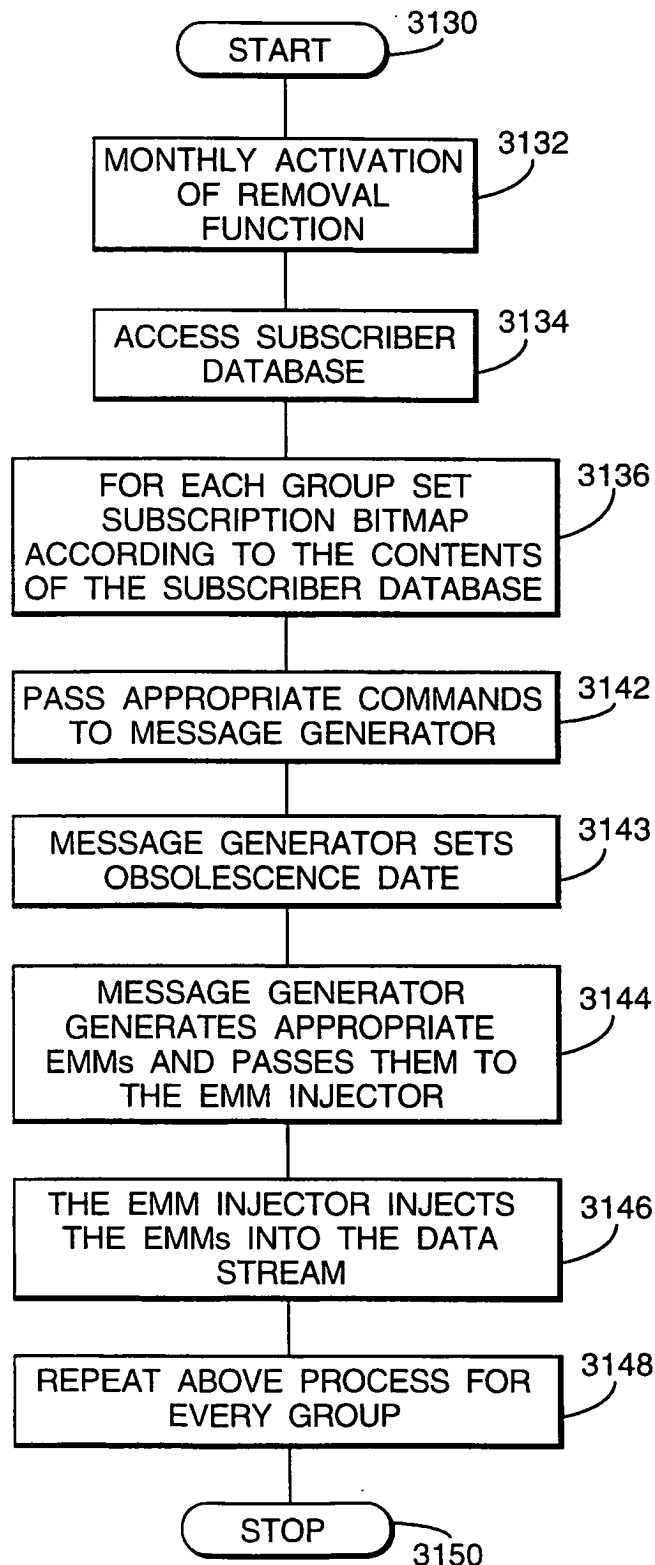 3130
START
3132
MONTHLY ACTIVATION
OF REMOVAL
FUNCTION
3134
ACCESS SUBSCRIBER
DATABASE
3136
FOR EACH GROUP SET
SUBSCRIPTION BITMAP
ACCORDING TO THE CONTENTS
OF THE SUBSCRIBER DATABASE
3142
PASS APPROPRIATE COMMANDS
TO MESSAGE GENERATOR
3143
MESSAGE GENERATOR SETS
OBSOLESCENCE DATE
3144
MESSAGE GENERATOR
GENERATES APPROPRIATE
EMMs AND PASSES THEM TO
THE EMM INJECTOR
3146
THE EMM INJECTOR INJECTS
THE EMMs INTO THE DATA
STREAM
3148
REPEAT ABOVE PROCESS FOR
EVERY GROUP
STOP
3150